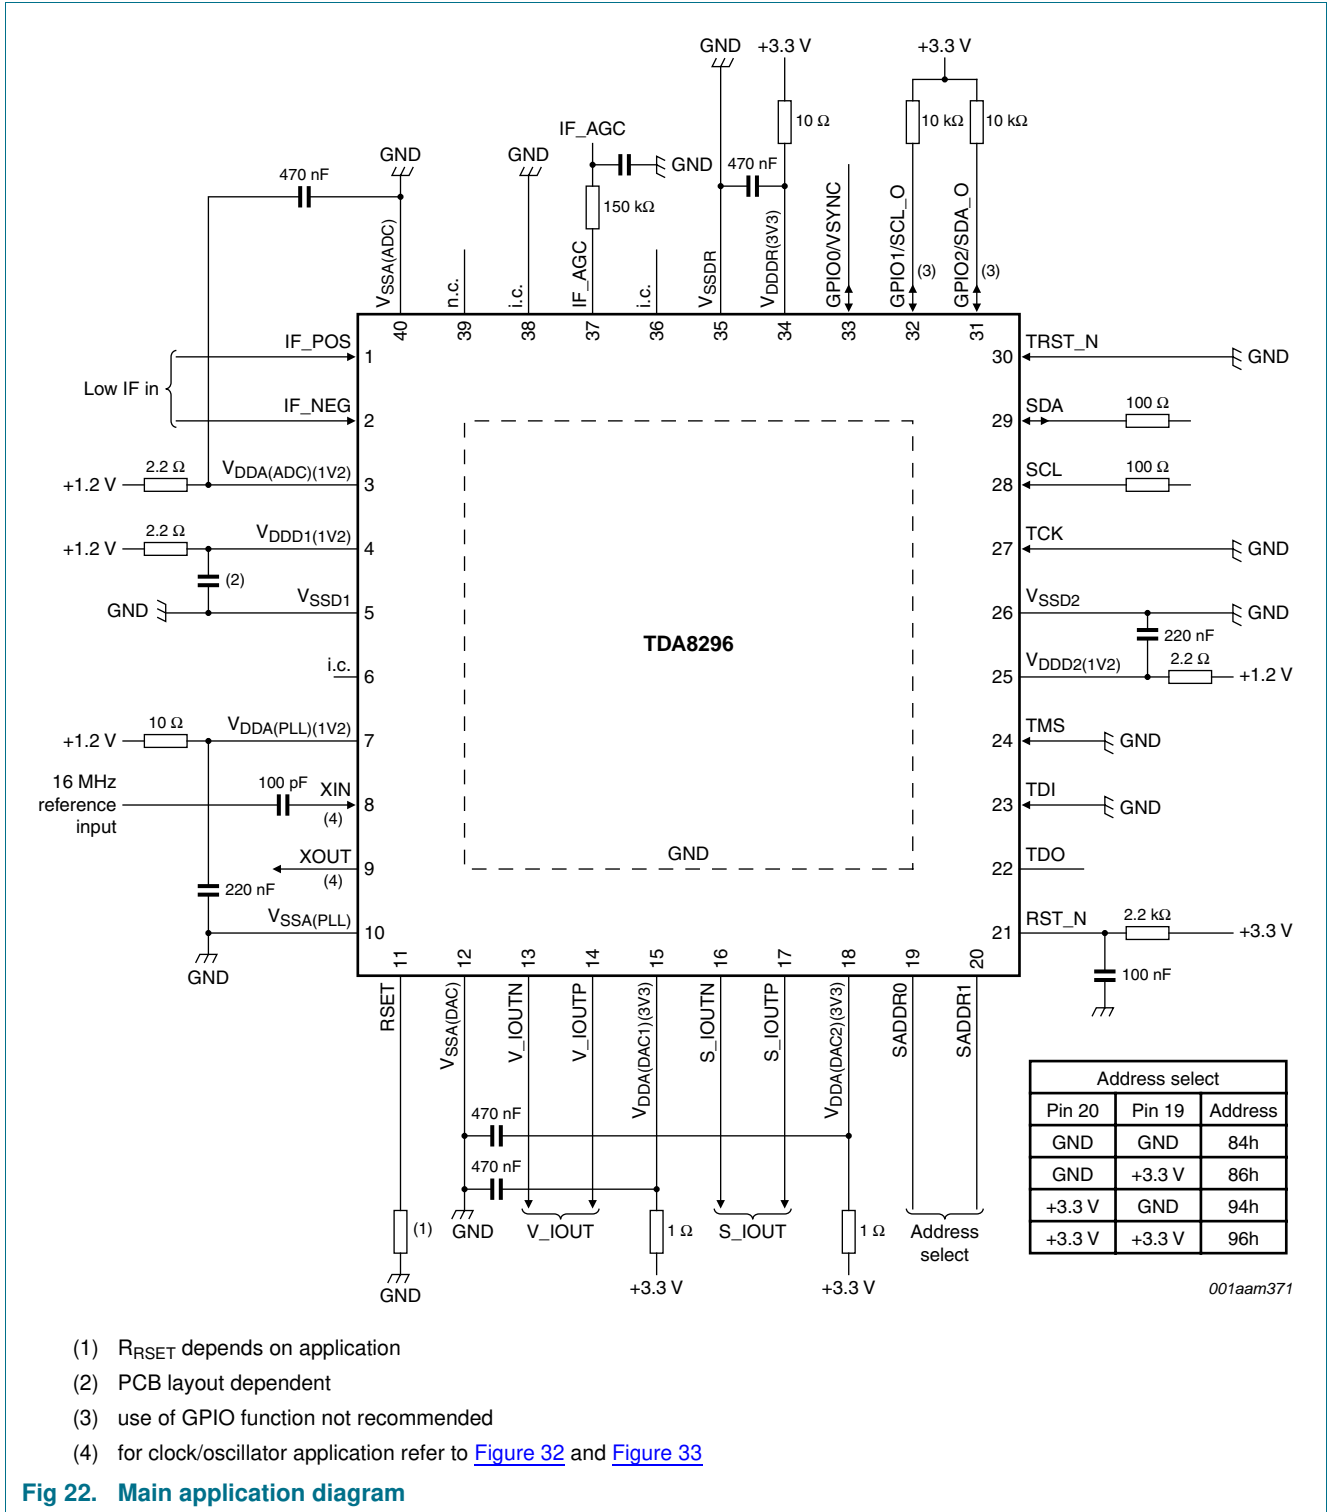 GND
+3.3 V
+3.3 V
10 Ω
10 kΩ
10 kΩ
IF_AGC
GND
GND
GND
470 nF
470 nF
150 kΩ
VSSA(ADC)
n.c.
i.c.
IF_AGC
i.c.
VSSDR
VDDDR(3V3)
GPIO0/VSYNC
GPIO1/SCL_O
(3)
GPIO2/SDA_O
(3)
40
39
38
37
36
35
34
33
32
31
Low IF in
IF_POS
1
IF_NEG
2
+1.2 V
2.2 Ω
VDDA(ADC)(1V2)
3
+1.2 V
2.2 Ω
VDDD1(1V2)
4
(2)
GND
VSSD1
5
i.c.
6
+1.2 V
10 Ω
VDDA(PLL)(1V2)
7
16 MHz
reference
input
100 pF
XIN
(4)
8
XOUT
(4)
9
220 nF
VSSA(PLL)
10
GND
TDA8296
GND
30
TRST_N
GND
29
SDA
100 Ω
28
SCL
100 Ω
27
TCK
GND
26
VSSD2
GND
220 nF
25
VDDD2(1V2)
2.2 Ω
+1.2 V
24
TMS
GND
23
TDI
GND
22
TDO
21
RST_N
2.2 kΩ
+3.3 V
100 nF
11
12
13
14
15
16
17
18
19
20
RSET
VSSA(DAC)
V_IOUTN
V_IOUTP
VDDA(DAC1)(3V3)
S_IOUTN
S_IOUTP
VDDA(DAC2)(3V3)
SADDR0
SADDR1
470 nF
470 nF
(1)
GND
GND
V_IOUT
1 Ω
+3.3 V
S_IOUT
1 Ω
+3.3 V
Address
select
Address select
Pin 20 Pin 19 Address
GND GND 84h
GND +3.3 V 86h
+3.3 V GND 94h
+3.3 V +3.3 V 96h
001aam371
(1) RRSET depends on application
(2) PCB layout dependent
(3) use of GPIO function not recommended
(4) for clock/oscillator application refer to Figure 32 and Figure 33
Fig 22. Main application diagram